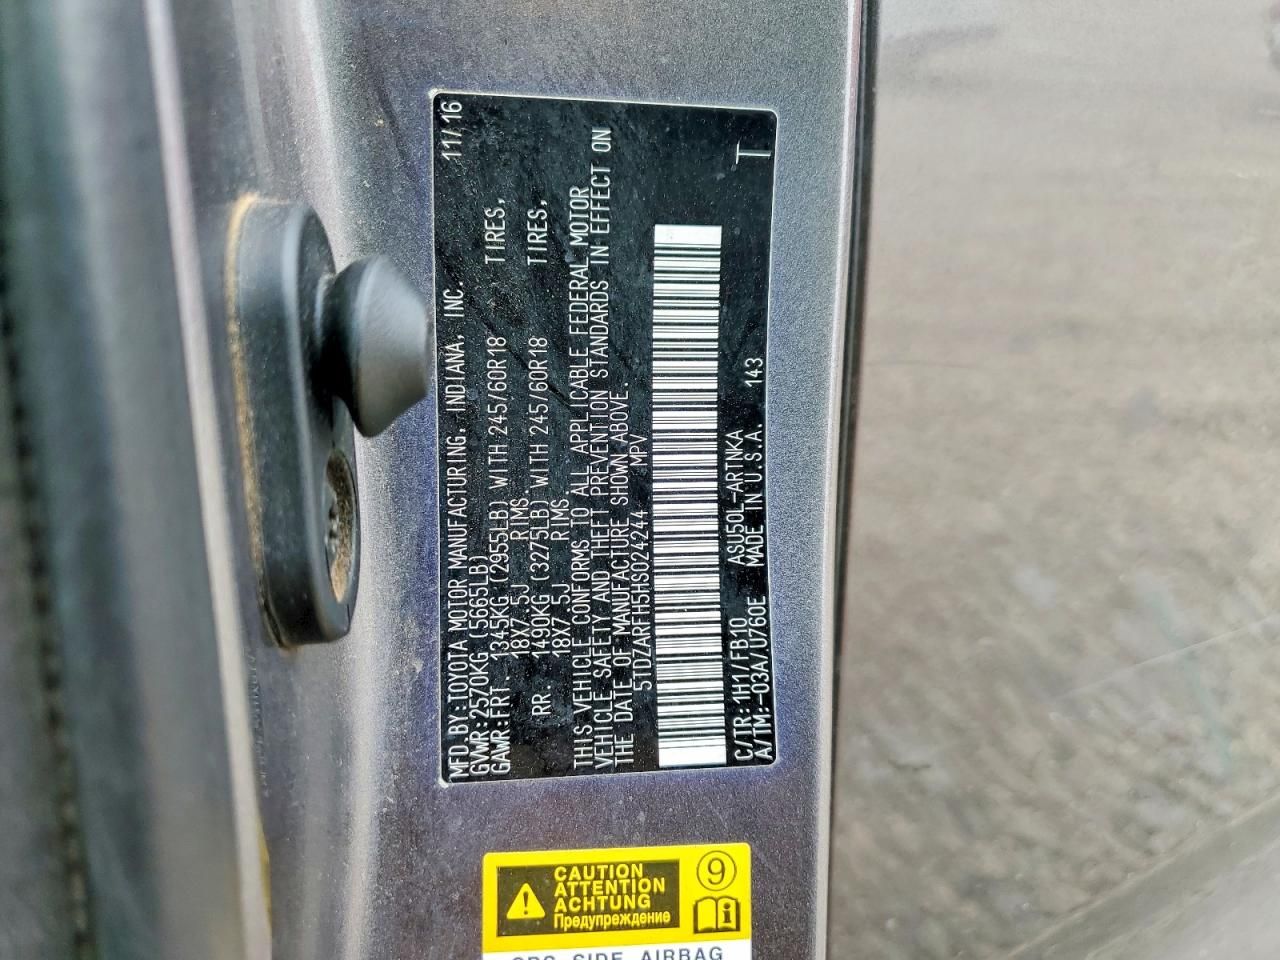 MFD.BY:TOYOTA MOTOR MANUFACTURING, INDIANA, INC. 11/16
GVWR:2570KG(5665LB)
GAWR:FRT. 1345KG (2955LB) WITH 245/60R18 TIRES,
18X7.5J RIMS,
RR. 1490KG (3275LB) WITH 245/60R18 TIRES,
18X7.5J RIMS.
THIS VEHICLE CONFORMS TO ALL APPLICABLE FEDERAL MOTOR
VEHICLE SAFETY AND THEFT PREVENTION STANDARDS IN EFFECT ON
THE DATE OF MANUFACTURE SHOWN ABOVE.
5TDZARFH5HS024244 MPV
C/TR:1H1/FB10 ASU50L-ARTNKA T
A/TM:-03A/U760E MADE IN U.S.A. 143
CAUTION
ATTENTION
ACHTUNG
Предупреждение
9
i
SRS SIDE AIRBAG